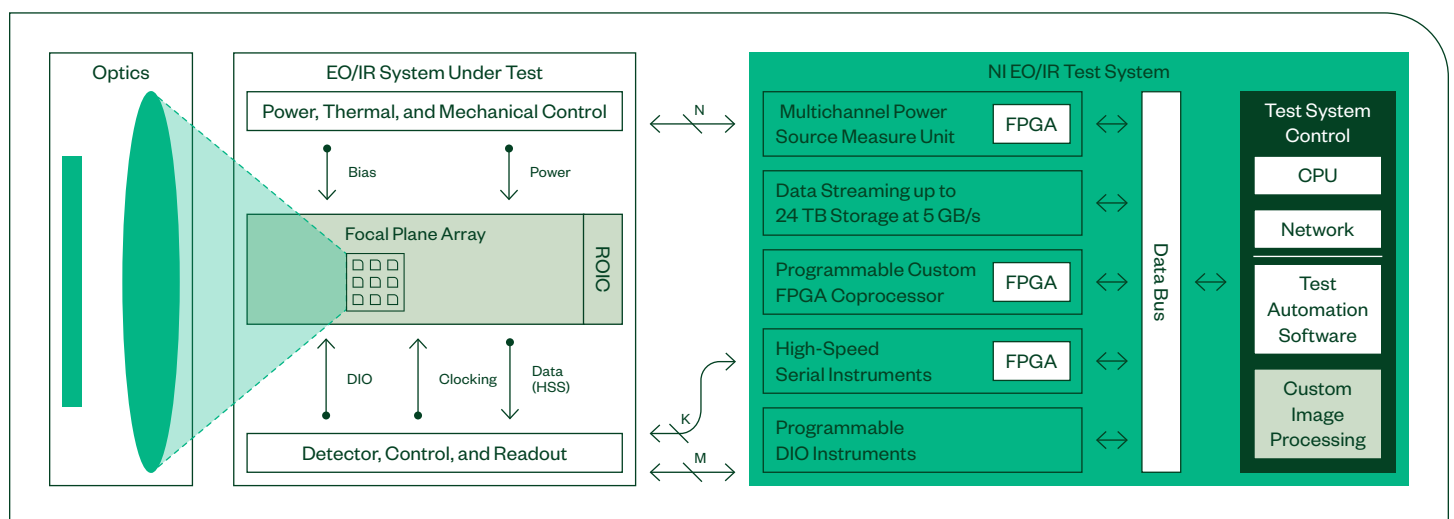 Optics
EO/IR System Under Test
Power, Thermal, and Mechanical Control
Bias
Power
Focal Plane Array
ROIC
DIO
Clocking
Data
(HSS)
Detector, Control, and Readout
N
K
M
NI EO/IR Test System
Multichannel Power
Source Measure Unit
FPGA
Data Streaming up to
24 TB Storage at 5 GB/s
Programmable Custom
FPGA Coprocessor
FPGA
High-Speed
Serial Instruments
FPGA
Programmable
DIO Instruments
Data Bus
Test System
Control
CPU
Network
Test
Automation
Software
Custom
Image
Processing